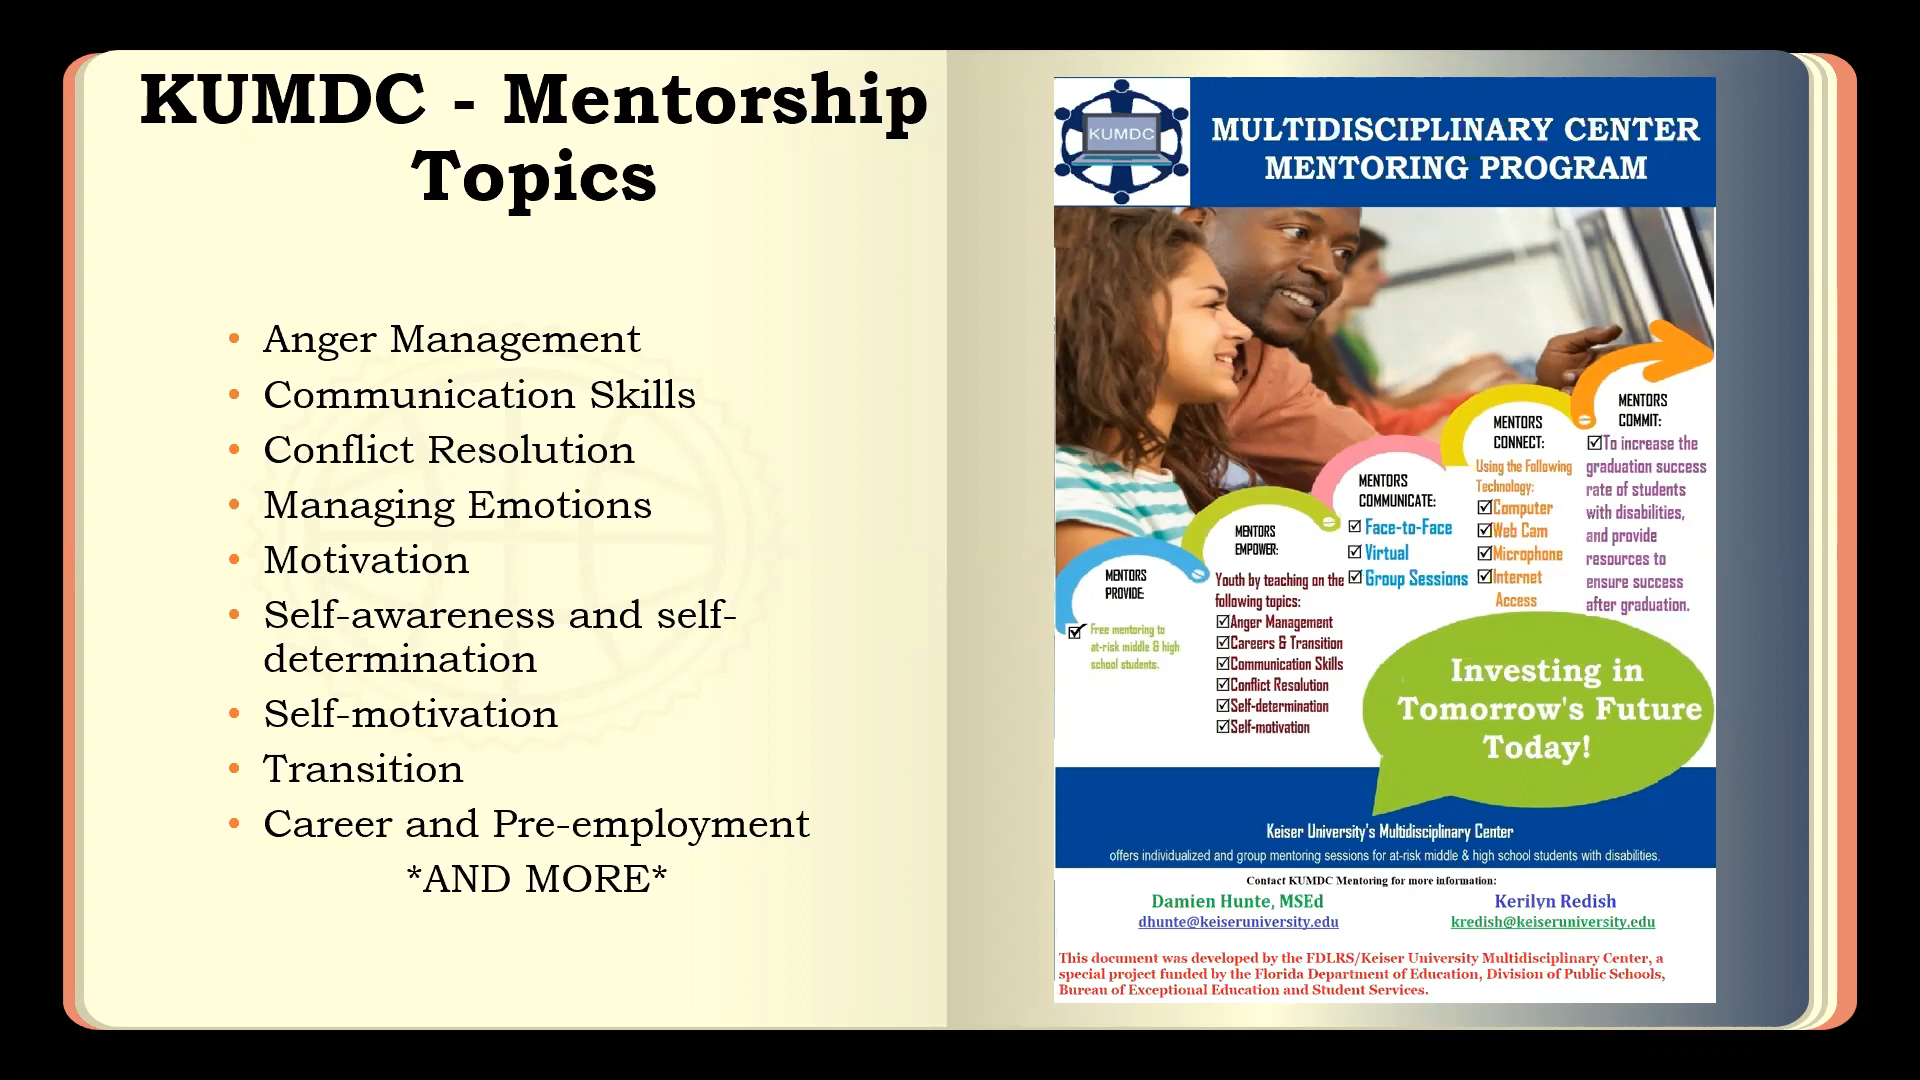 KUMDC - Mentorship
Topics
• Anger Management
• Communication Skills
• Conflict Resolution
• Managing Emotions
• Motivation
• Self-awareness and self-
determination
• Self-motivation
• Transition
• Career and Pre-employment
*AND MORE*
KUMDC
MULTIDISCIPLINARY CENTER
MENTORING PROGRAM
MENTORS
PROVIDE:
Free mentoring to
at-risk middle & high
school students.
MENTORS
EMPOWER:
Youth by teaching on the
following topics:
Anger Management
Careers & Transition
Communication Skills
Conflict Resolution
Self-determination
Self-motivation
MENTORS
COMMUNICATE:
Face-to-Face
Virtual
Group Sessions
MENTORS
CONNECT:
Using the Following
Technology:
Computer
Web Cam
Microphone
Internet
Access
MENTORS
COMMIT:
To increase the
graduation success
rate of students
with disabilities,
and provide
resources to
ensure success
after graduation.
Investing in
Tomorrow's Future
Today!
Keiser University's Multidisciplinary Center
offers individualized and group mentoring sessions for at-risk middle & high school students with disabilities.
Contact KUMDC Mentoring for more information:
Damien Hunte, MSEd
dhunte@keiseruniversity.edu
Kerilyn Redish
kredish@keiseruniversity.edu
This document was developed by the FDLRS/Keiser University Multidisciplinary Center, a
special project funded by the Florida Department of Education, Division of Public Schools,
Bureau of Exceptional Education and Student Services.